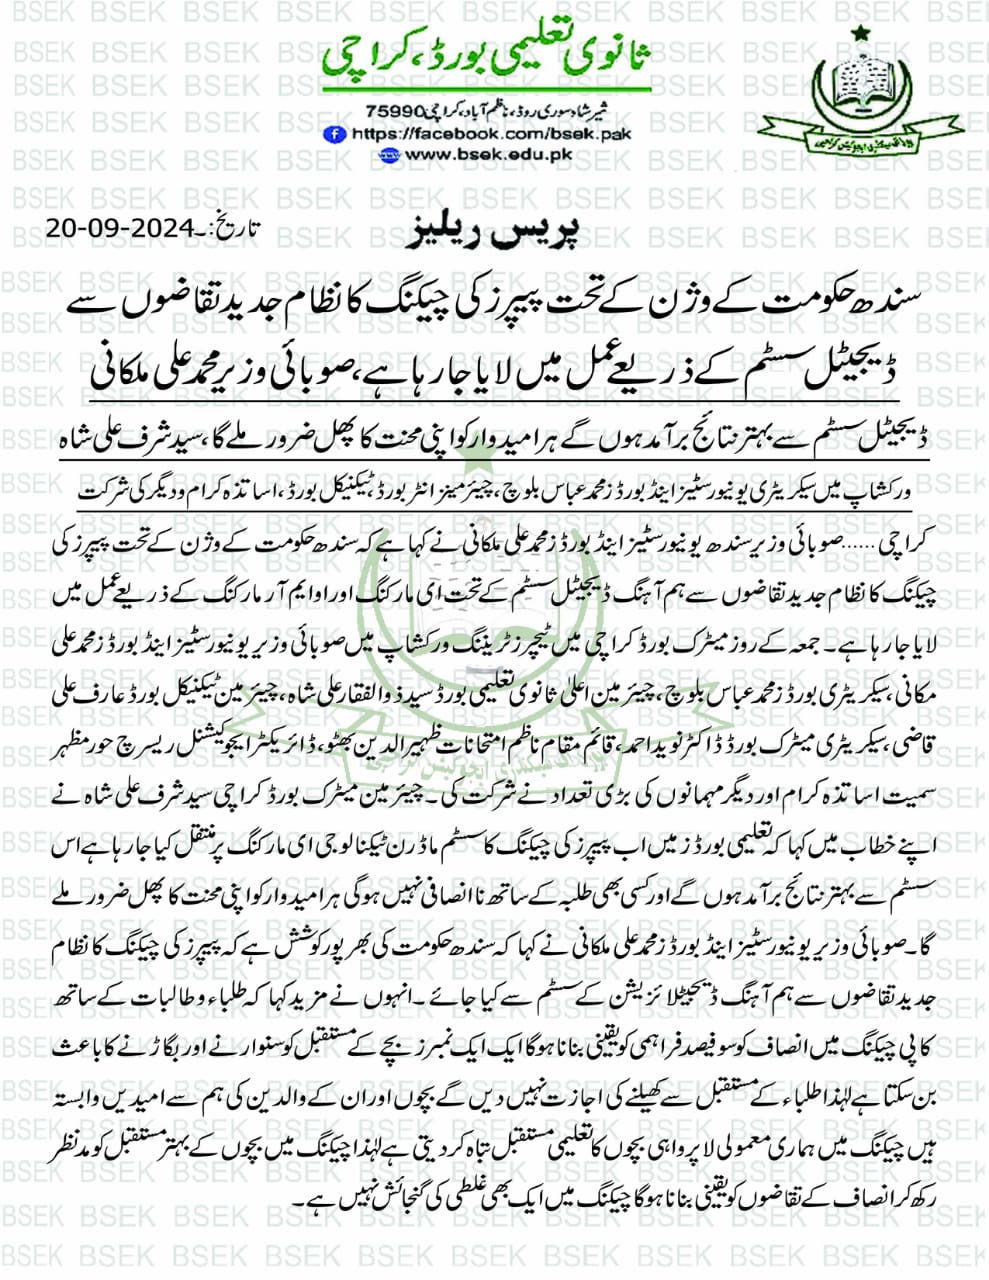 ثانوی تعلیمی بورڈ، کراچی
شیر شاہ سوری روڈ، ناظم آباد، کراچی 75990
https://facebook.com/bsek.pak
www.bsek.edu.pk
پریس ریلیز
تاریخ:۔ 20-09-2024
سندھ حکومت کے وژن کے تحت پیپرز کی چیکنگ کا نظام جدید تقاضوں سے
ڈیجیٹل سسٹم کے ذریعے عمل میں لایا جا رہا ہے، صوبائی وزیر محمد علی ملکانی
ڈیجیٹل سسٹم سے بہتر نتائج برآمد ہوں گے ہر امیدوار کو اپنی محنت کا پھل ضرور ملے گا، سید شرف علی شاہ
ورکشاپ میں سیکریٹری یونیورسٹیز اینڈ بورڈز محمد عباس بلوچ، چیئرمینز انٹر بورڈ، ٹیکنیکل بورڈ، اساتذہ کرام و دیگر کی شرکت
کراچی ...... صوبائی وزیر سندھ یونیورسٹیز اینڈ بورڈز محمد علی ملکانی نے کہا ہے کہ سندھ حکومت کے وژن کے تحت پیپرز کی
چیکنگ کا نظام جدید تقاضوں سے ہم آہنگ ڈیجیٹل سسٹم کے تحت ای مارکنگ اور او ایم آر مارکنگ کے ذریعے عمل میں
لایا جا رہا ہے۔ جمعہ کے روز میٹرک بورڈ کراچی میں ٹیچرز ٹریننگ ورکشاپ میں صوبائی وزیر یونیورسٹیز اینڈ بورڈز محمد علی
مکانی، سیکریٹری بورڈز محمد عباس بلوچ، چیئرمین اعلیٰ ثانوی تعلیمی بورڈ سید ذوالفقار علی شاہ، چیئرمین ٹیکنیکل بورڈ عارف علی
قاضی، سیکریٹری میٹرک بورڈ ڈاکٹر نوید احمد، قائم مقام ناظم امتحانات ظہیر الدین بھٹو، ڈائریکٹر ایجوکیشنل ریسرچ حور مظہر
سمیت اساتذہ کرام اور دیگر مہمانوں کی بڑی تعداد نے شرکت کی۔ چیئرمین میٹرک بورڈ کراچی سید شرف علی شاہ نے
اپنے خطاب میں کہا کہ تعلیمی بورڈز میں اب پیپرز کی چیکنگ کا سسٹم ماڈرن ٹیکنالوجی ای مارکنگ پر منتقل کیا جا رہا ہے اس
سسٹم سے بہتر نتائج برآمد ہوں گے اور کسی بھی طلبہ کے ساتھ ناانصافی نہیں ہوگی ہر امیدوار کو اپنی محنت کا پھل ضرور ملے
گا۔ صوبائی وزیر یونیورسٹیز اینڈ بورڈز محمد علی ملکانی نے کہا کہ سندھ حکومت کی بھرپور کوشش ہے کہ پیپرز کی چیکنگ کا نظام
جدید تقاضوں سے ہم آہنگ ڈیجیٹلائزیشن کے سسٹم سے کیا جائے۔ انہوں نے مزید کہا کہ طلباء و طالبات کے ساتھ
کاپی چیکنگ میں انصاف کو سو فیصد فراہمی کو یقینی بنانا ہوگا ایک ایک نمبرز بچے کے مستقبل کو سنوارنے اور بگاڑنے کا باعث
بن سکتا ہے لہٰذا طلباء کے مستقبل سے کھیلنے کی اجازت نہیں دیں گے بچوں اور ان کے والدین کی ہم سے امیدیں وابستہ
ہیں چیکنگ میں ہماری معمولی لاپرواہی بچوں کا تعلیمی مستقبل تباہ کر دیتی ہے لہٰذا چیکنگ میں بچوں کے بہتر مستقبل کو مدنظر
رکھ کر انصاف کے تقاضوں کو یقینی بنانا ہوگا چیکنگ میں ایک بھی غلطی کی گنجائش نہیں ہے۔